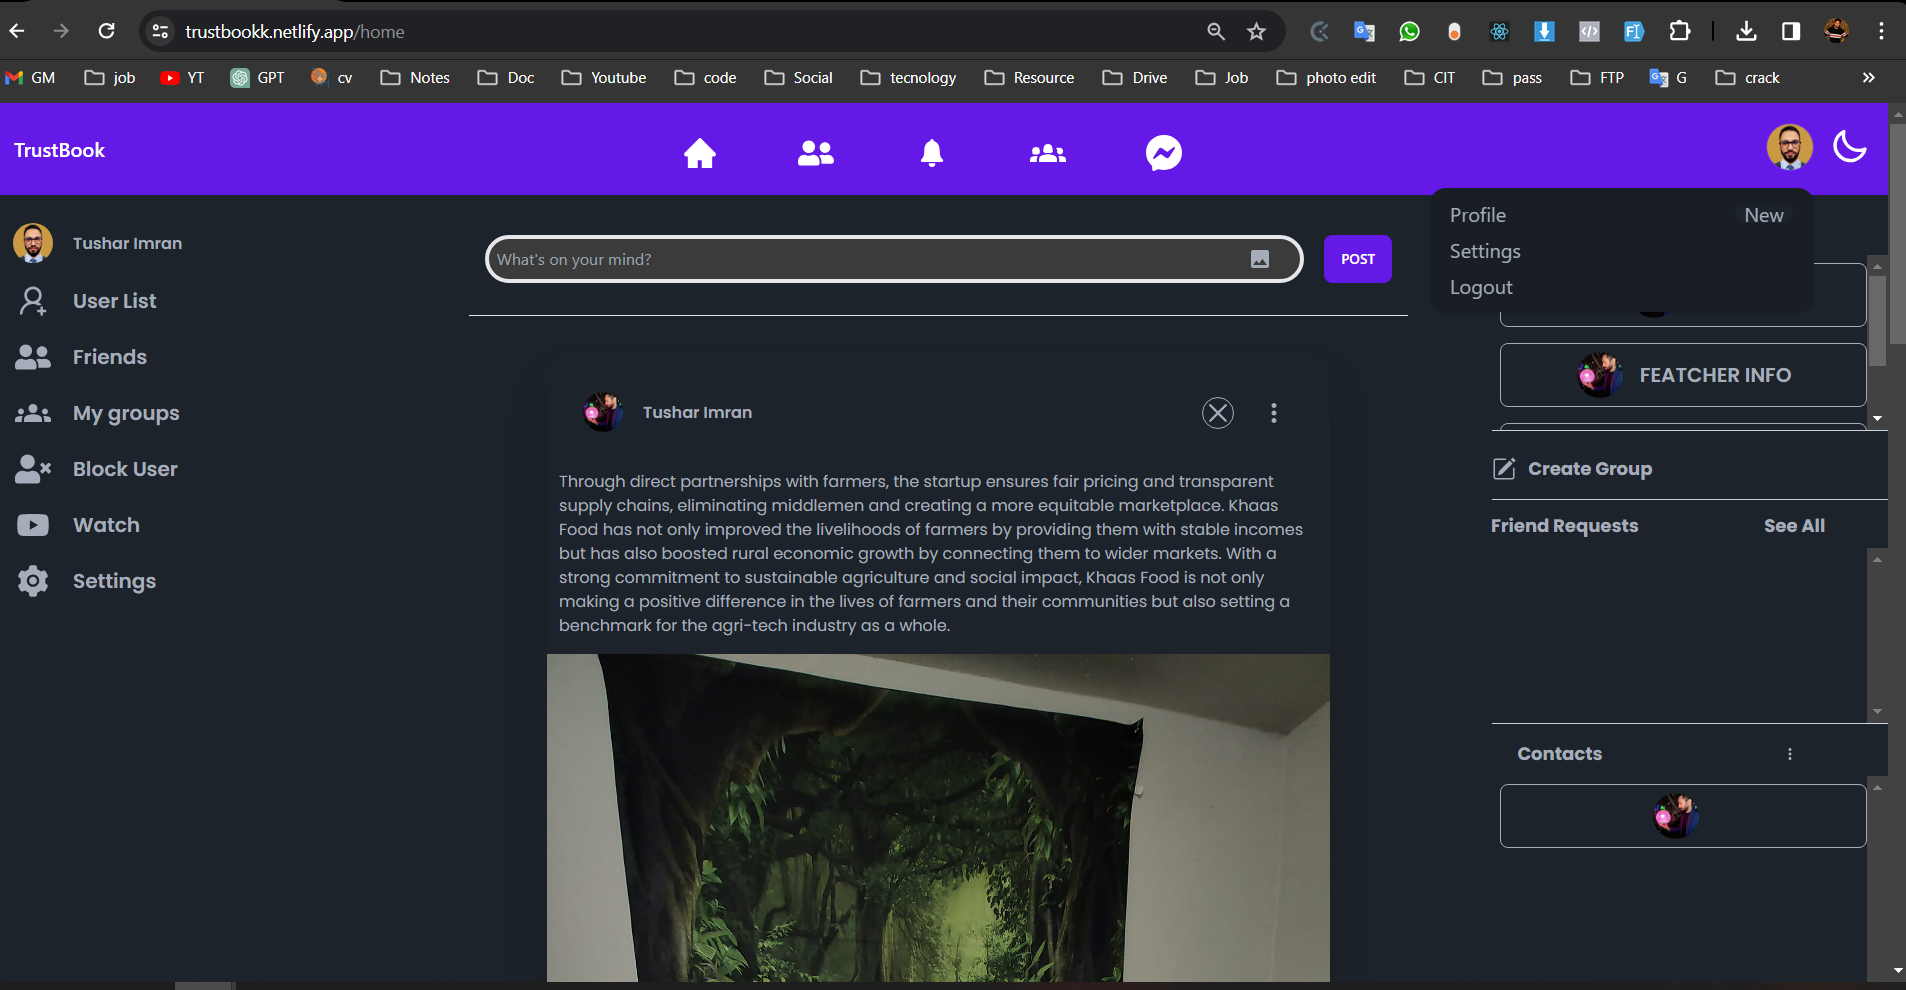 trustbookk.netlify.app/home
GM
job
YT
GPT
cv
Notes
Doc
Youtube
code
Social
tecnology
Resource
Drive
Job
photo edit
CIT
pass
FTP
G
crack
TrustBook
Profile
New
Settings
Logout
Tushar Imran
User List
Friends
My groups
Block User
Watch
Settings
What's on your mind?
POST
Tushar Imran
Through direct partnerships with farmers, the startup ensures fair pricing and transparent
supply chains, eliminating middlemen and creating a more equitable marketplace. Khaas
Food has not only improved the livelihoods of farmers by providing them with stable incomes
but has also boosted rural economic growth by connecting them to wider markets. With a
strong commitment to sustainable agriculture and social impact, Khaas Food is not only
making a positive difference in the lives of farmers and their communities but also setting a
benchmark for the agri-tech industry as a whole.
FEATCHER INFO
Create Group
Friend Requests
See All
Contacts